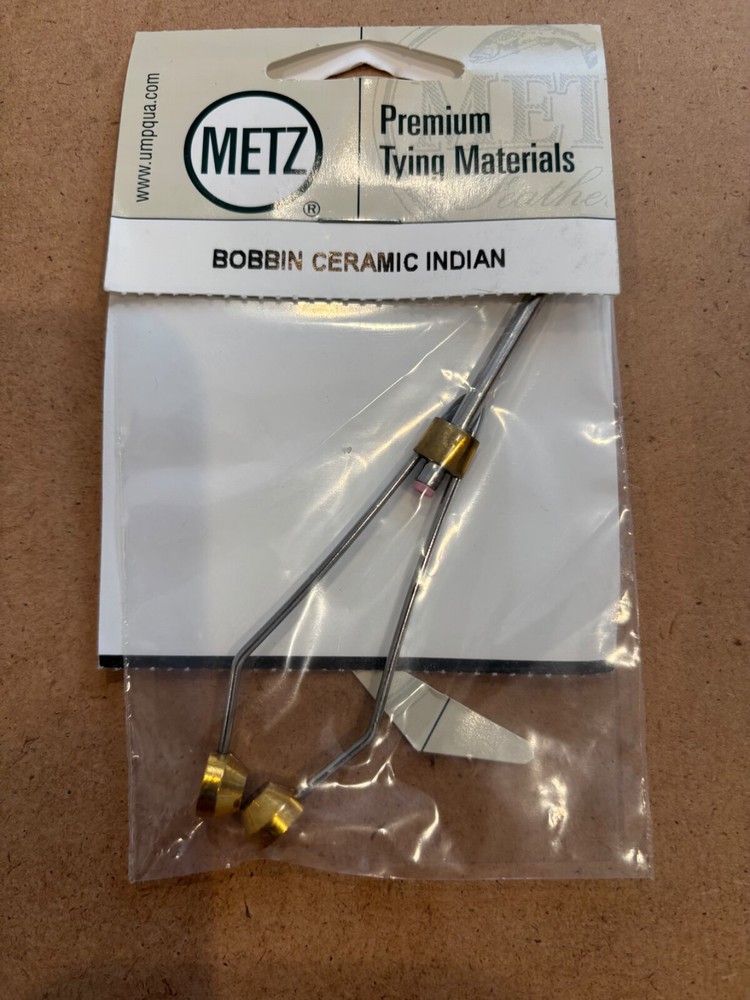 www.umpqua.com
METZ
®
Premium
Tying Materials
BOBBIN CERAMIC INDIAN